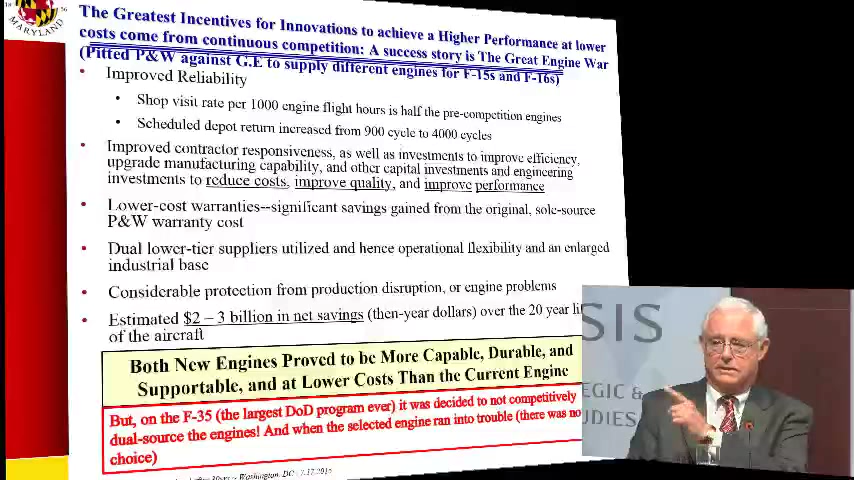 MARYLAND
The Greatest Incentives for Innovations to achieve a Higher Performance at lower
costs come from continuous competition: A success story is The Great Engine War
(Pitted P&W against G.E to supply different engines for F-15s and F-16s)
• Improved Reliability
• Shop visit rate per 1000 engine flight hours is half the pre-competition engines
• Scheduled depot return increased from 900 cycle to 4000 cycles
• Improved contractor responsiveness, as well as investments to improve efficiency,
upgrade manufacturing capability, and other capital investments and engineering
investments to reduce costs, improve quality, and improve performance
• Lower-cost warranties--significant savings gained from the original, sole-source
P&W warranty cost
• Dual lower-tier suppliers utilized and hence operational flexibility and an enlarged
industrial base
• Considerable protection from production disruption, or engine problems
• Estimated $2 – 3 billion in net savings (then-year dollars) over the 20 year li
of the aircraft
Both New Engines Proved to be More Capable, Durable, and
Supportable, and at Lower Costs Than the Current Engine
But, on the F-35 (the largest DoD program ever) it was decided to not competitively
dual-source the engines! And when the selected engine ran into trouble (there was no
choice)
Washington, DC
SIS
EGIC &
UDIES